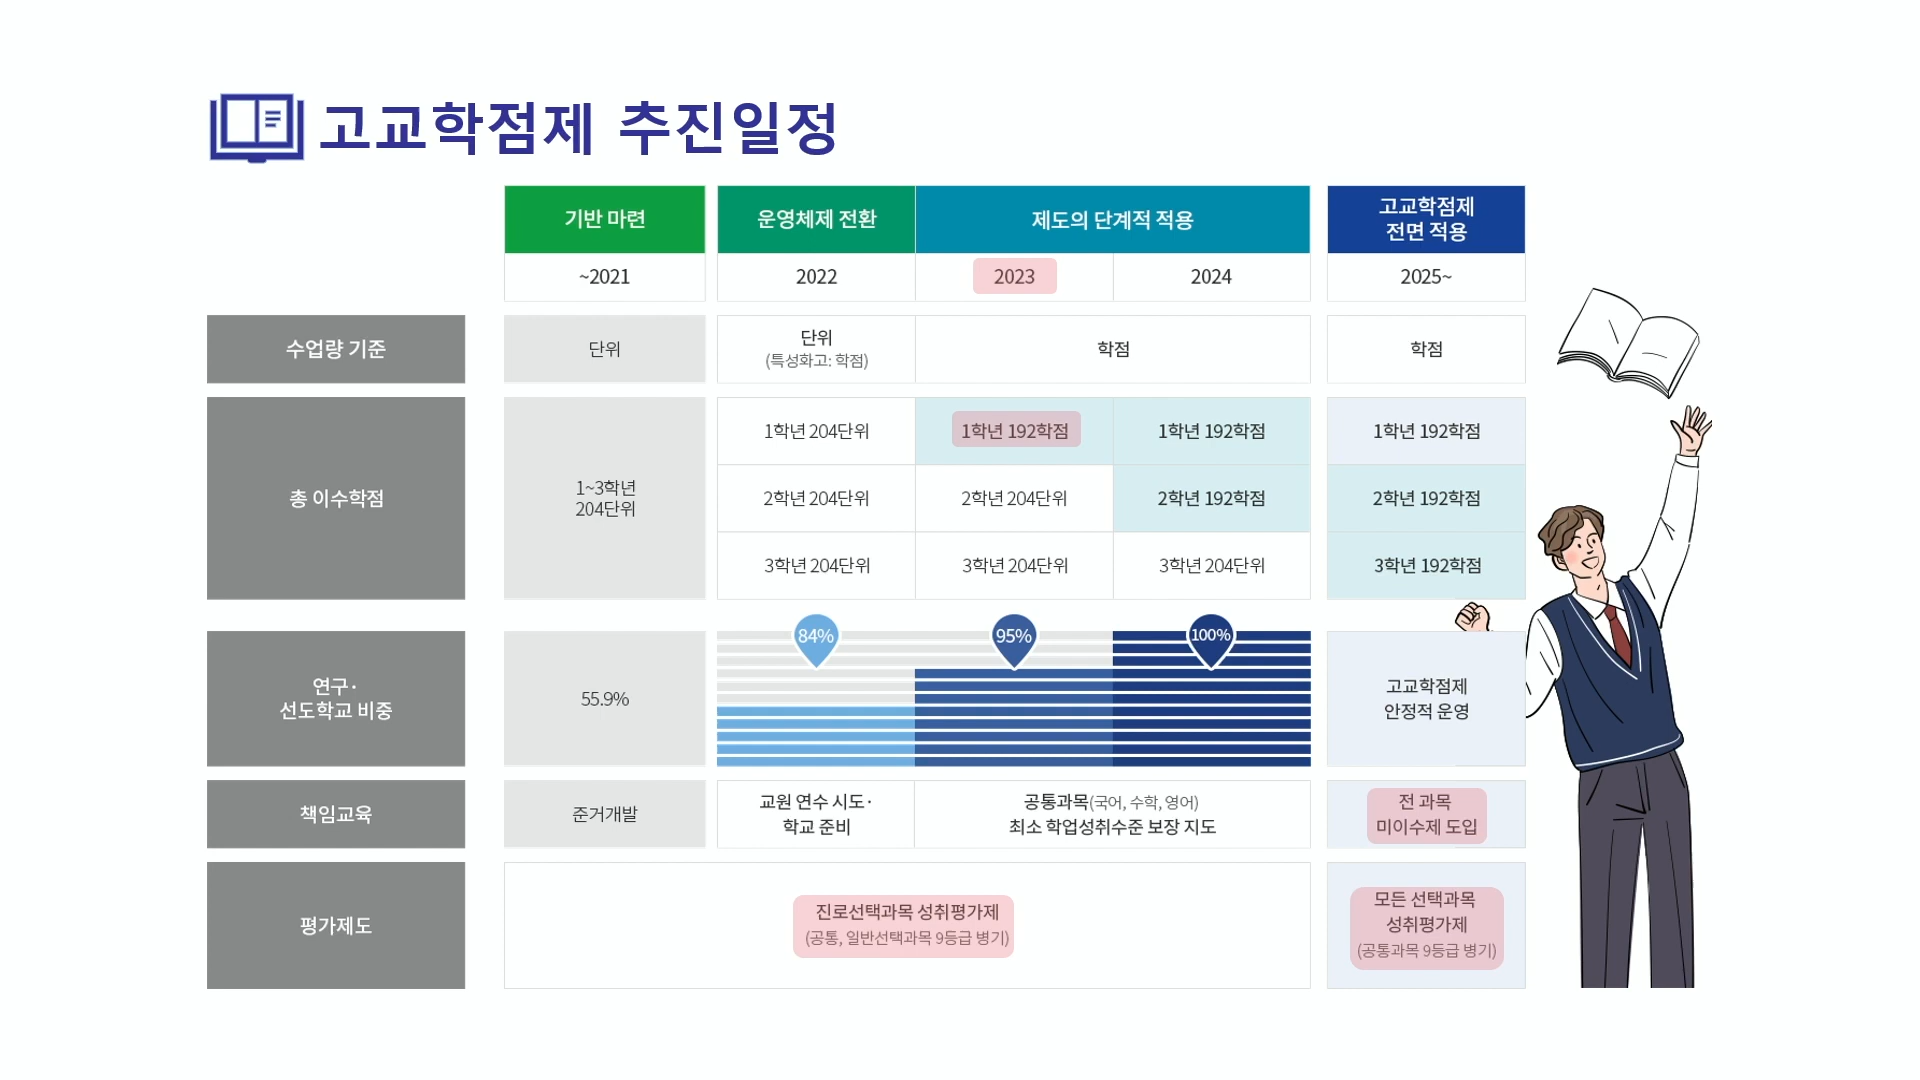 고교학점제 추진일정
기반 마련
운영체제 전환
제도의 단계적 적용
고교학점제
전면 적용
~2021
2022
2023
2024
2025~
수업량 기준
단위
단위
(특성화고: 학점)
학점
학점
총 이수학점
1~3학년
204단위
1학년 204단위
1학년 192학점
1학년 192학점
1학년 192학점
2학년 204단위
2학년 204단위
2학년 192학점
2학년 192학점
3학년 204단위
3학년 204단위
3학년 204단위
3학년 192학점
연구·
선도학교 비중
55.9%
84%
95%
100%
고교학점제
안정적 운영
책임교육
준거개발
교원 연수 시도·
학교 준비
공통과목(국어, 수학, 영어)
최소 학업성취수준 보장 지도
전 과목
미이수제 도입
평가제도
진로선택과목 성취평가제
(공통, 일반선택과목 9등급 병기)
모든 선택과목
성취평가제
(공통과목 9등급 병기)